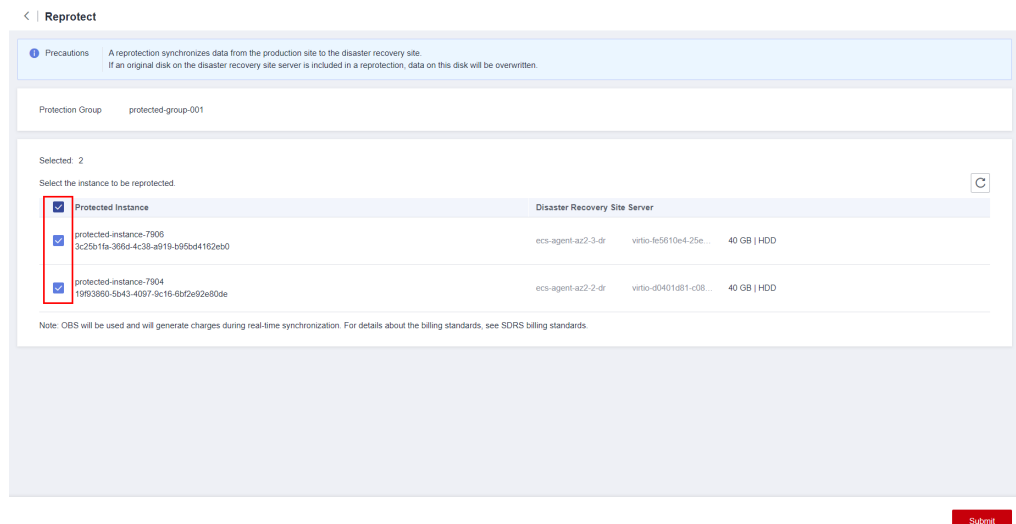 Reprotect
Precautions A reprotection synchronizes data from the production site to the disaster recovery site.
If an original disk on the disaster recovery site server is included in a reprotection, data on this disk will be overwritten.
Protection Group protected-group-001
Selected: 2
Select the instance to be reprotected.
Protected Instance Disaster Recovery Site Server
protected-instance-7906
3c25b1fa-366d-4c38-a919-b95bd4162eb0
ecs-agent-az2-3-dr virtio-fe5610e4-25e... 40 GB | HDD
protected-instance-7904
19f93860-5b43-4097-9c16-6bf2e92e80de
ecs-agent-az2-2-dr virtio-d0401d81-c08... 40 GB | HDD
Note: OBS will be used and will generate charges during real-time synchronization. For details about the billing standards, see SDRS billing standards.
Submit